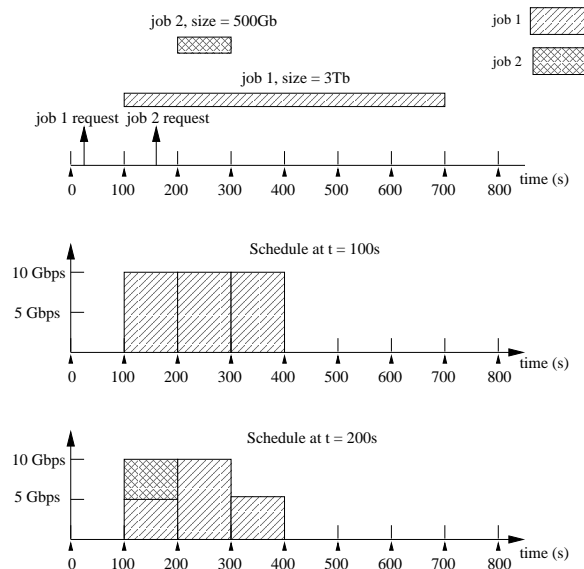 job 2, size = 500Gb
job 1
job 2
job 1, size = 3Tb
job 1 request
job 2 request
0 100 200 300 400 500 600 700 800
time (s)
Schedule at t = 100s
10 Gbps
5 Gbps
0 100 200 300 400 500 600 700 800
time (s)
Schedule at t = 200s
10 Gbps
5 Gbps
0 100 200 300 400 500 600 700 800
time (s)